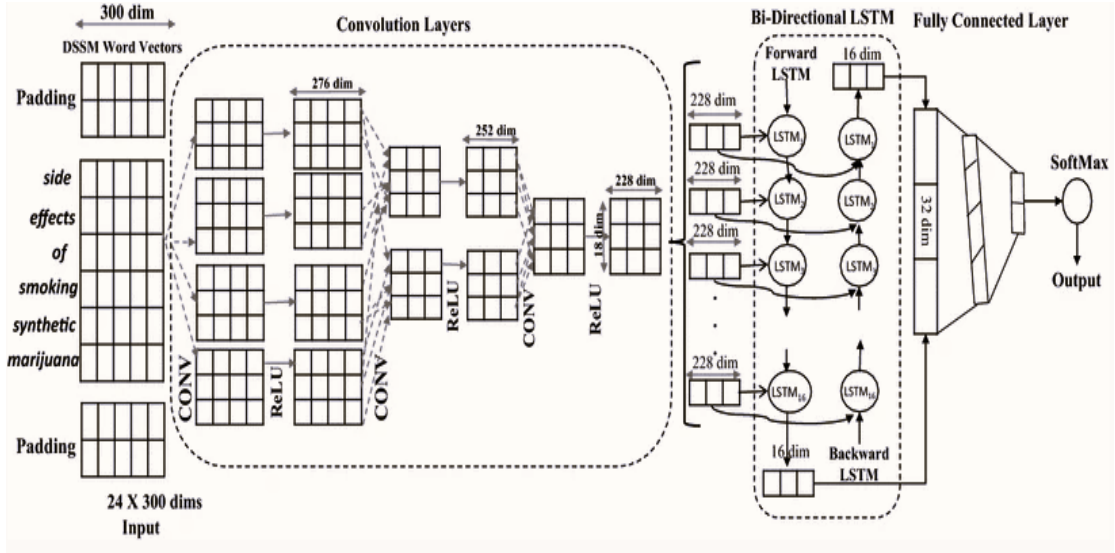 300 dim
DSSM Word Vectors
Padding
side
effects
of
smoking
synthetic
marijuana
Padding
24 X 300 dims
Input
Convolution Layers
276 dim
252 dim
228 dim
18 dim
CONV
ReLU
CONV
ReLU
CONV
ReLU
Bi-Directional LSTM
Forward
LSTM
16 dim
228 dim
LSTM1
LSTM1
228 dim
LSTM2
LSTM2
228 dim
LSTM3
LSTM3
228 dim
LSTM16
LSTM16
16 dim
Backward
LSTM
Fully Connected Layer
32 dim
SoftMax
Output